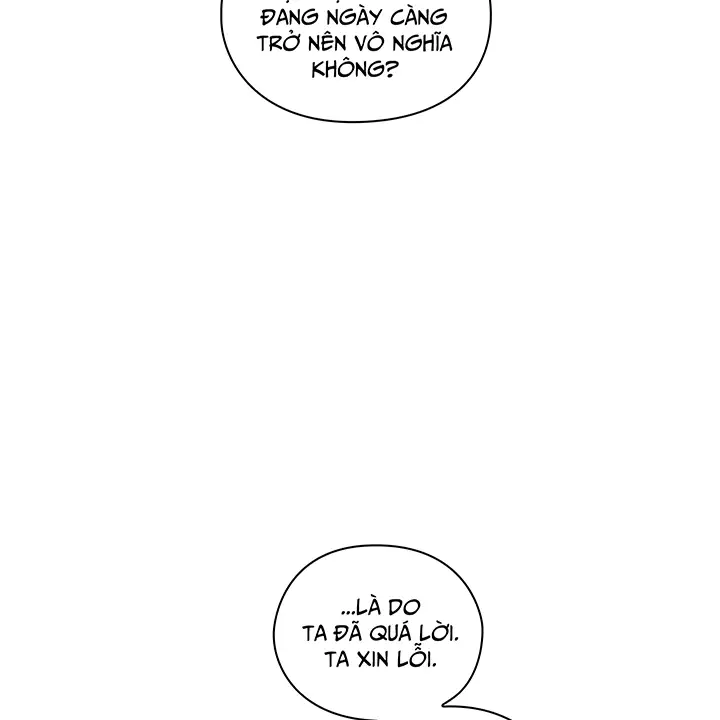 ĐANG NGÀY CÀNG
TRỞ NÊN VÔ NGHĨA
KHÔNG?
...LÀ DO
TA ĐÃ QUÁ LỜI.
TA XIN LỖI.